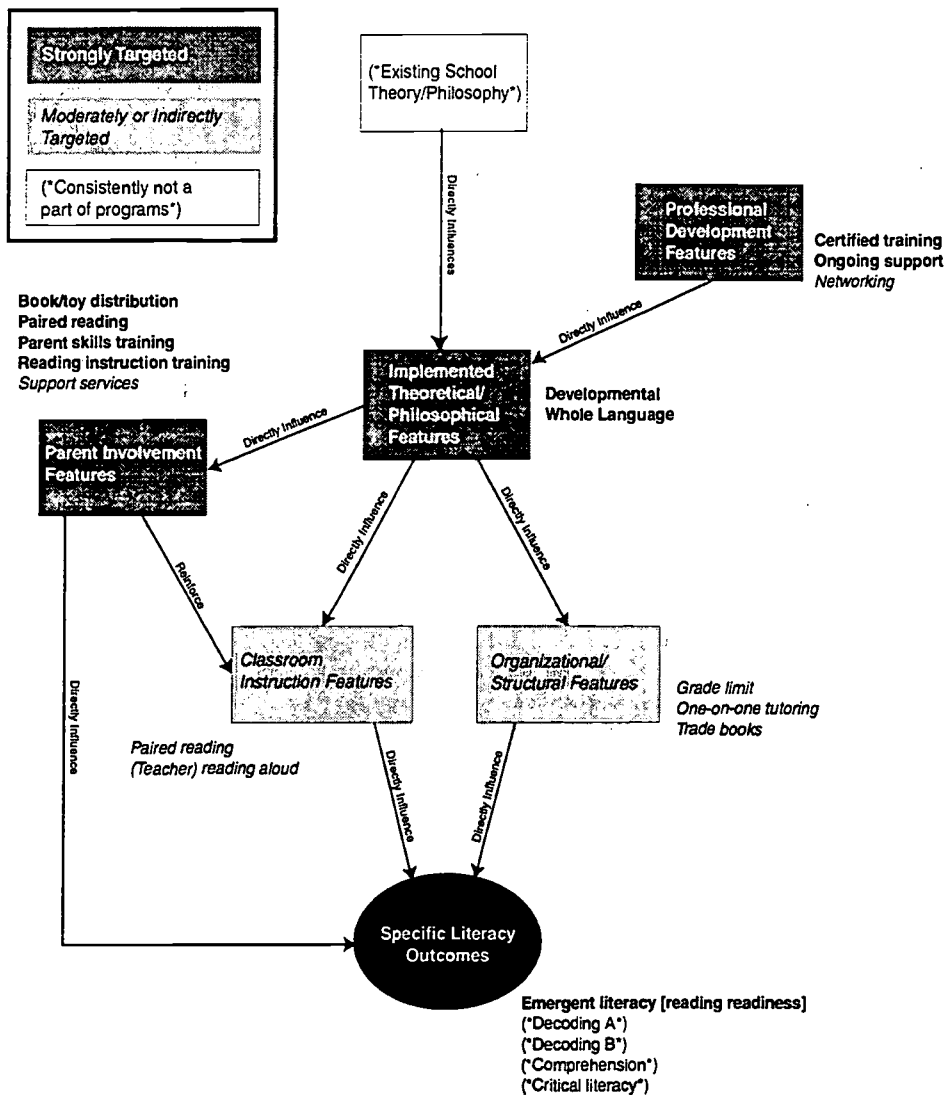 Strongly Targeted
Moderately or Indirectly
Targeted
(*Consistently not a
part of programs*)
(*Existing School
Theory/Philosophy*)
Directly Influences
Professional
Development
Features
Certified training
Ongoing support
Networking
Directly Influence
Book/toy distribution
Paired reading
Parent skills training
Reading instruction training
Support services
Implemented
Theoretical/
Philosophical
Features
Developmental
Whole Language
Directly Influence
Parent Involvement
Features
Directly Influence
Directly Influence
Reinforce
Directly Influence
Classroom
Instruction Features
Organizational/
Structural Features
Grade limit
One-on-one tutoring
Trade books
Paired reading
(Teacher) reading aloud
Directly Influence
Directly Influence
Specific Literacy
Outcomes
Emergent literacy [reading readiness]
(*Decoding A*)
(*Decoding B*)
(*Comprehension*)
(*Critical literacy*)